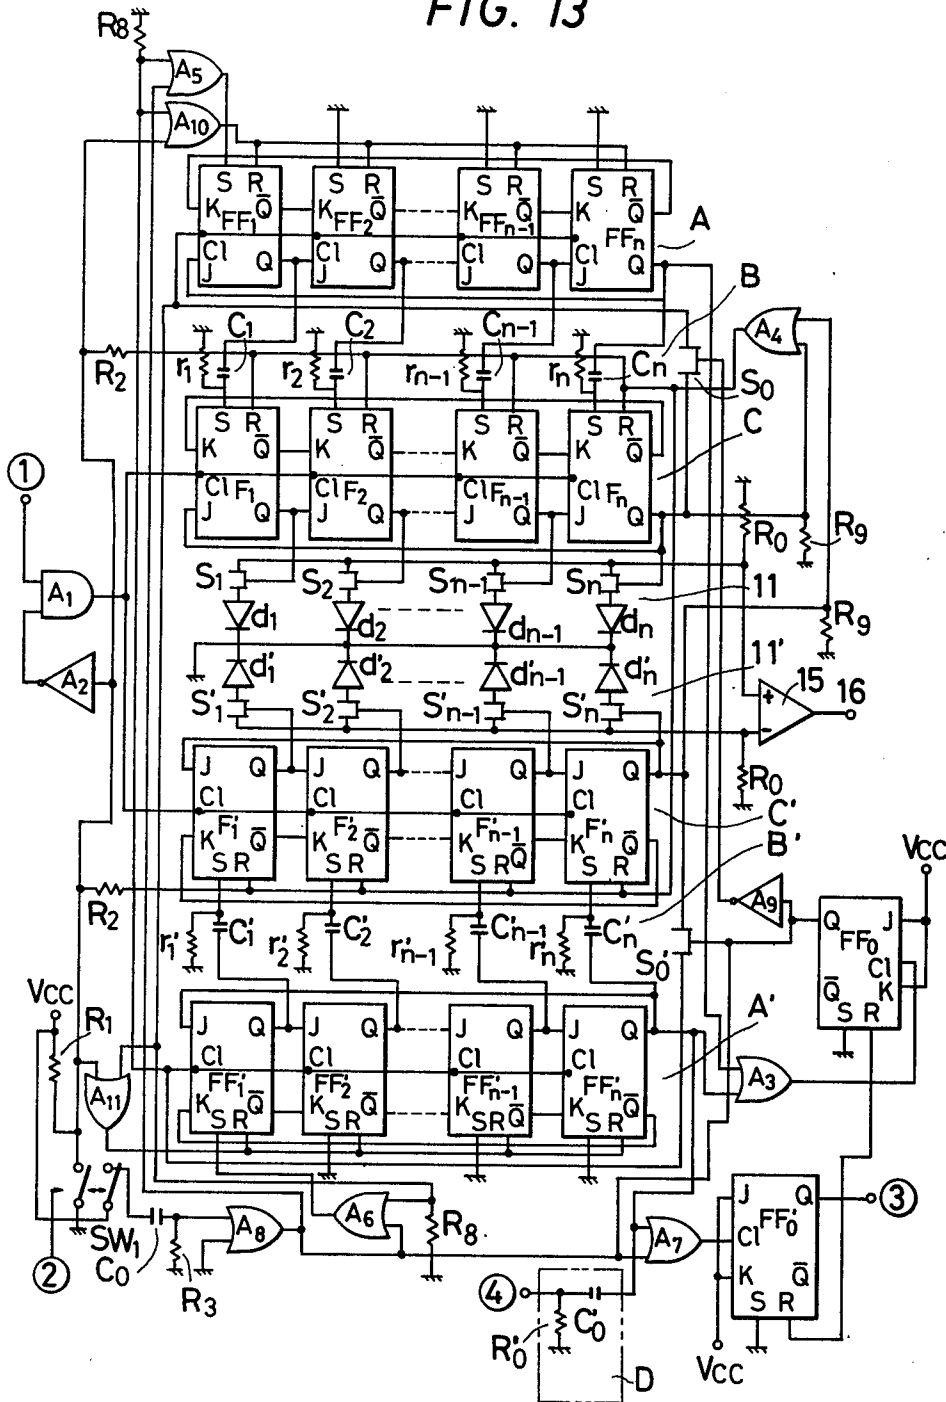 FIG. 13
R8
A5
A10
S R S R S R S R
K FF1 Q̅ K FF2 Q̅ K FFn-1 Q̅ K FFn Q̅
Cl Q Cl Q Cl Q Cl Q
J J J J
A
B
C1 C2 Cn-1 Cn
A4
R2 r1 r2 rn-1 rn S0
S R S R S R S R
K Q̅ K Q̅ K Q̅ K Q̅
C
①
Cl F1 Cl F2 Cl Fn-1 Cl Fn
J Q J Q J Q J Q
R0 R9
S1 S2 Sn-1 Sn
11
A1
d1 d2 dn-1 dn
R9
A2
d'1 d'2 d'n-1 d'n
11'
S'1 S'2 S'n-1 S'n
15 16
+
−
J Q J Q J Q J Q
R0
Cl Cl Cl Cl
F'1 F'2 F'n-1 F'n
K Q̅ K Q̅ K Q̅ K Q̅
S R S R S R S R
C'
B'
VCC
R2
A9
r'1 C'1 r'2 C'2 r'n-1 C'n-1 r'n C'n
S0'
Q J
FF0
Cl
Q̅ K
S R
VCC
R1
J Q J Q J Q J Q
A'
Cl Cl Cl Cl
FF'1 FF'2 FF'n-1 FF'n
K Q̅ K Q̅ K Q̅ K Q̅
S R S R S R S R
A11
A3
②
SW1
C0
R3
A8
A6
R8
A7
J Q
FF0'
Cl
K Q̅
S R
③
④
R'0
C'0
D
VCC